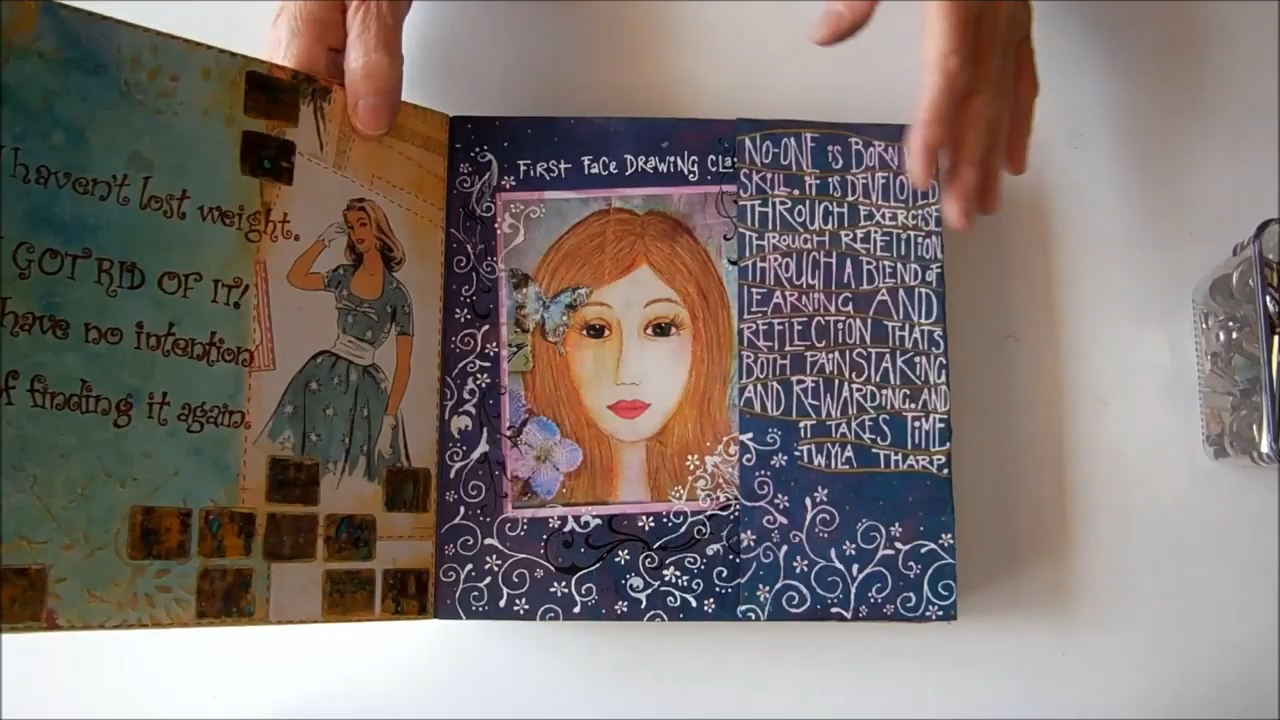 I haven't lost weight.
I GOT RID OF IT!
have no intention
of finding it again.
FIRST FACE DRAWING CLA
NO-ONE IS BORN
SKILL. IT IS DEVELOPED
THROUGH EXERCISE
THROUGH REPETITION
THROUGH A BLEND OF
LEARNING AND
REFLECTION THAT'S
BOTH PAINSTAKING
AND REWARDING. AND
IT TAKES TIME
TWYLA THARP.